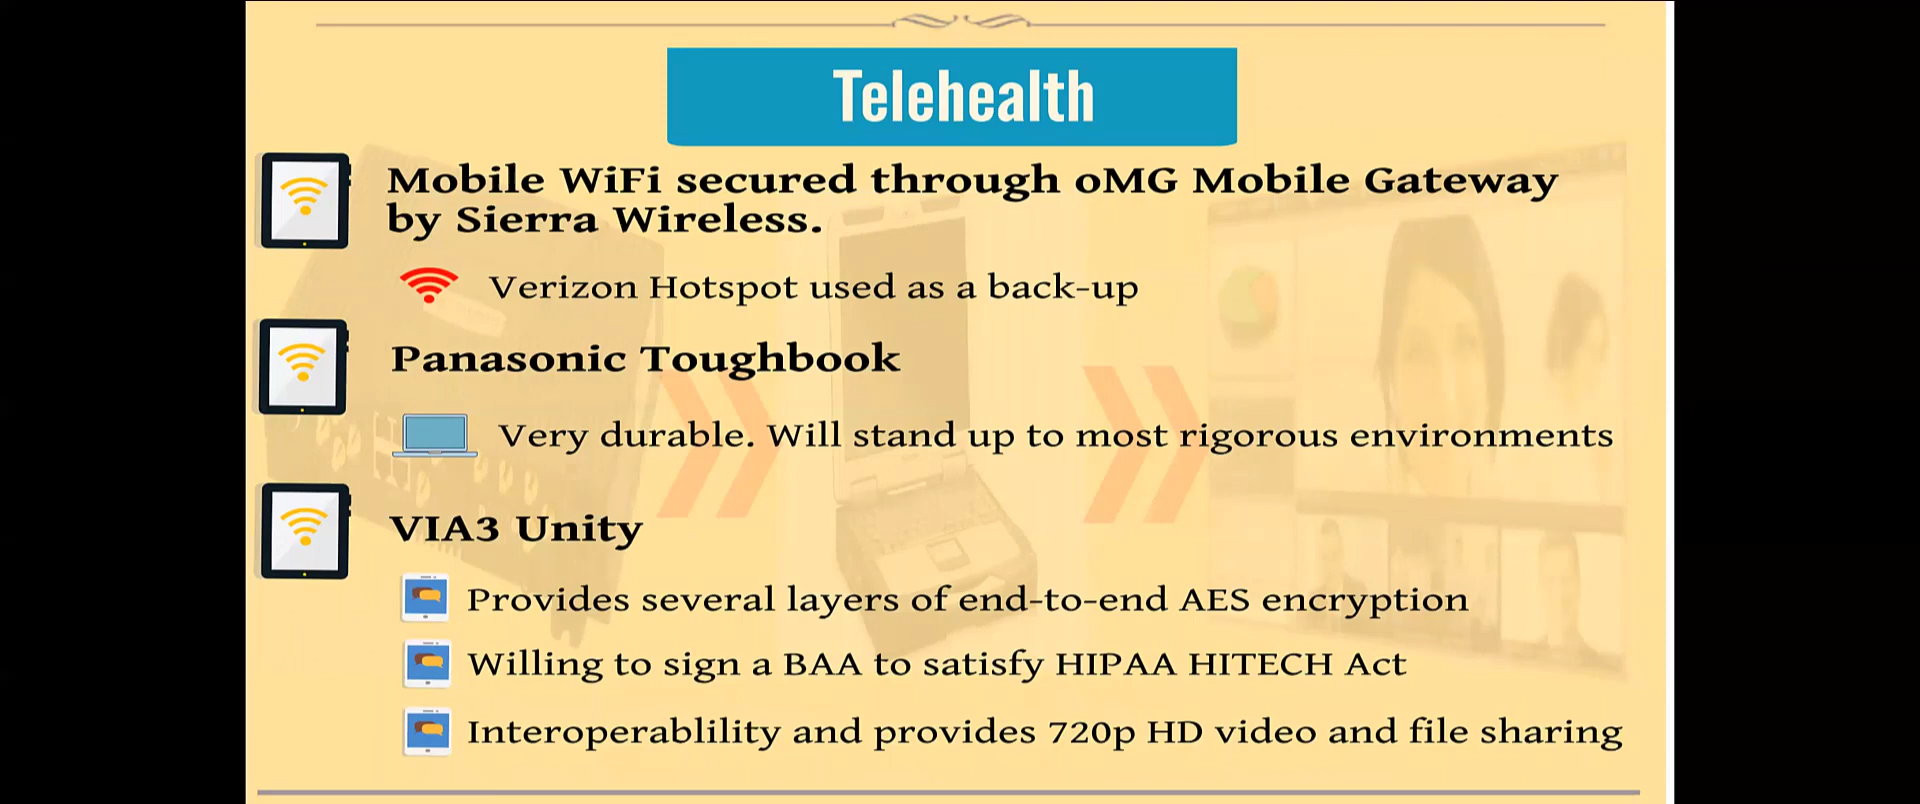 Telehealth
Mobile WiFi secured through oMG Mobile Gateway
by Sierra Wireless.
Verizon Hotspot used as a back-up
Panasonic Toughbook
Very durable. Will stand up to most rigorous environments
VIA3 Unity
Provides several layers of end-to-end AES encryption
Willing to sign a BAA to satisfy HIPAA HITECH Act
Interoperablility and provides 720p HD video and file sharing